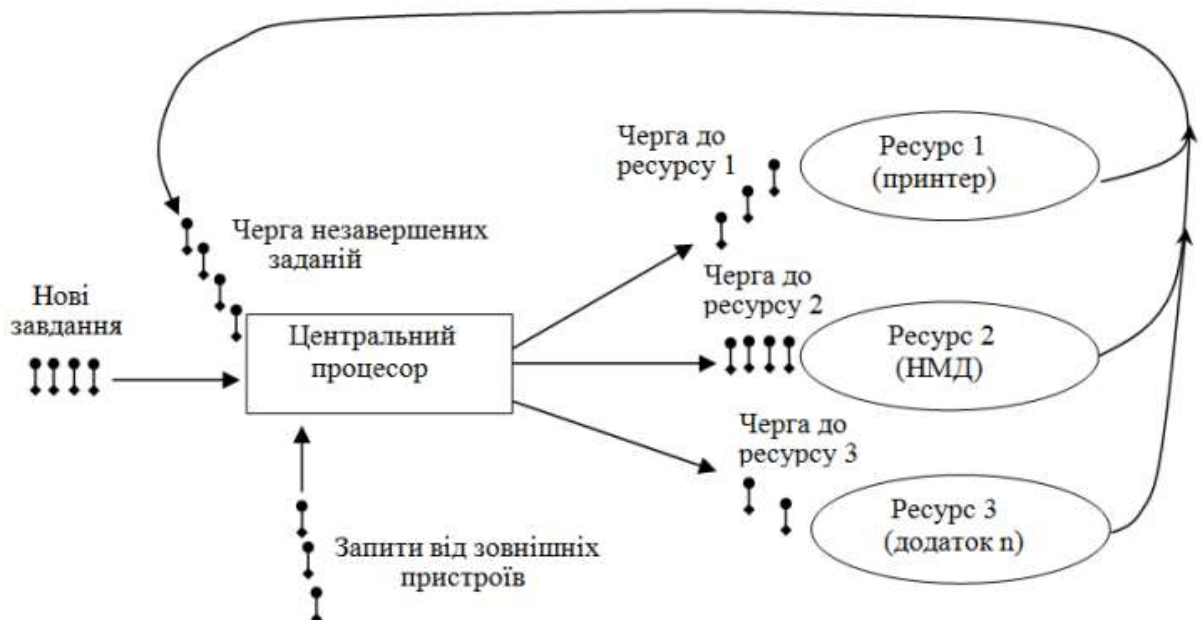 Черга до
ресурсу 1
Ресурс 1
(принтер)
Черга незавершених
заданій
Нові
завдання
Центральний
процесор
Черга до
ресурсу 2
Ресурс 2
(НМД)
Черга до
ресурсу 3
Ресурс 3
(додаток n)
Запити від зовнішніх
пристроїв